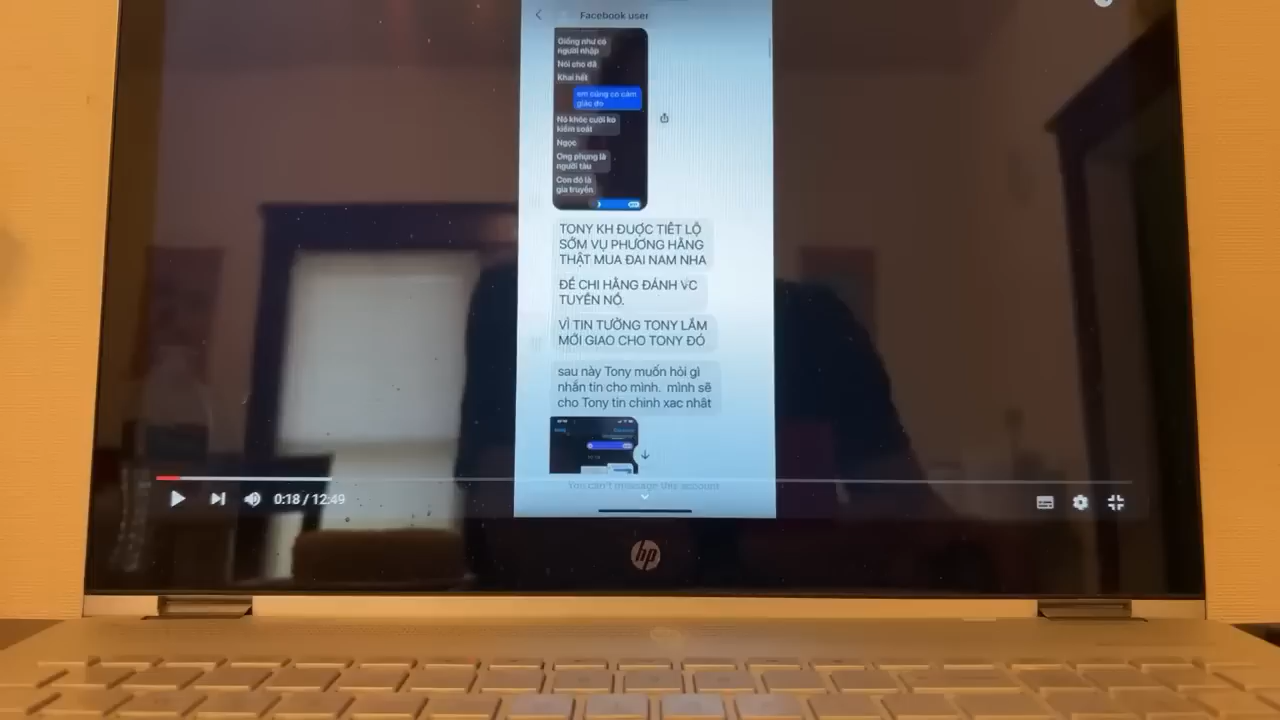 Facebook user
Giống như có
người nhập
Nói cho đã
Khai hết
em cũng có cảm
giác đó
Nó khóc cười ko
kiểm soát
Ngọc
Ong phụng là
người tàu
Con đó là
gia truyền
TONY KH ĐƯỢC TIẾT LỘ
SỚM VỤ PHƯƠNG HẰNG
THẬT MUA ĐAI NAM NHA
ĐỂ CHI HẰNG ĐÁNH VC
TUYỀN NỔ.
VÌ TIN TƯỞNG TONY LẮM
MỚI GIAO CHO TONY ĐÓ
sau này Tony muốn hỏi gì
nhắn tin cho mình. mình sẽ
cho Tony tin chinh xac nhất
You can't message this account
0:18 / 12:49
hp